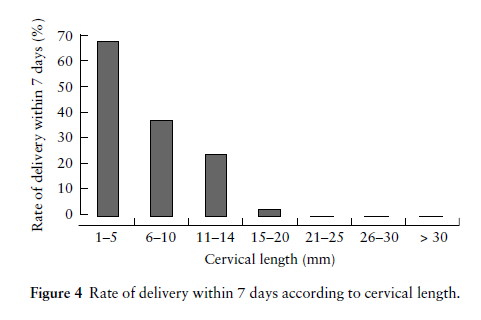 Rate of delivery within 7 days (%)
70
60
50
40
30
20
10
0
1–5 6–10 11–14 15–20 21–25 26–30 > 30
Cervical length (mm)
Figure 4 Rate of delivery within 7 days according to cervical length.